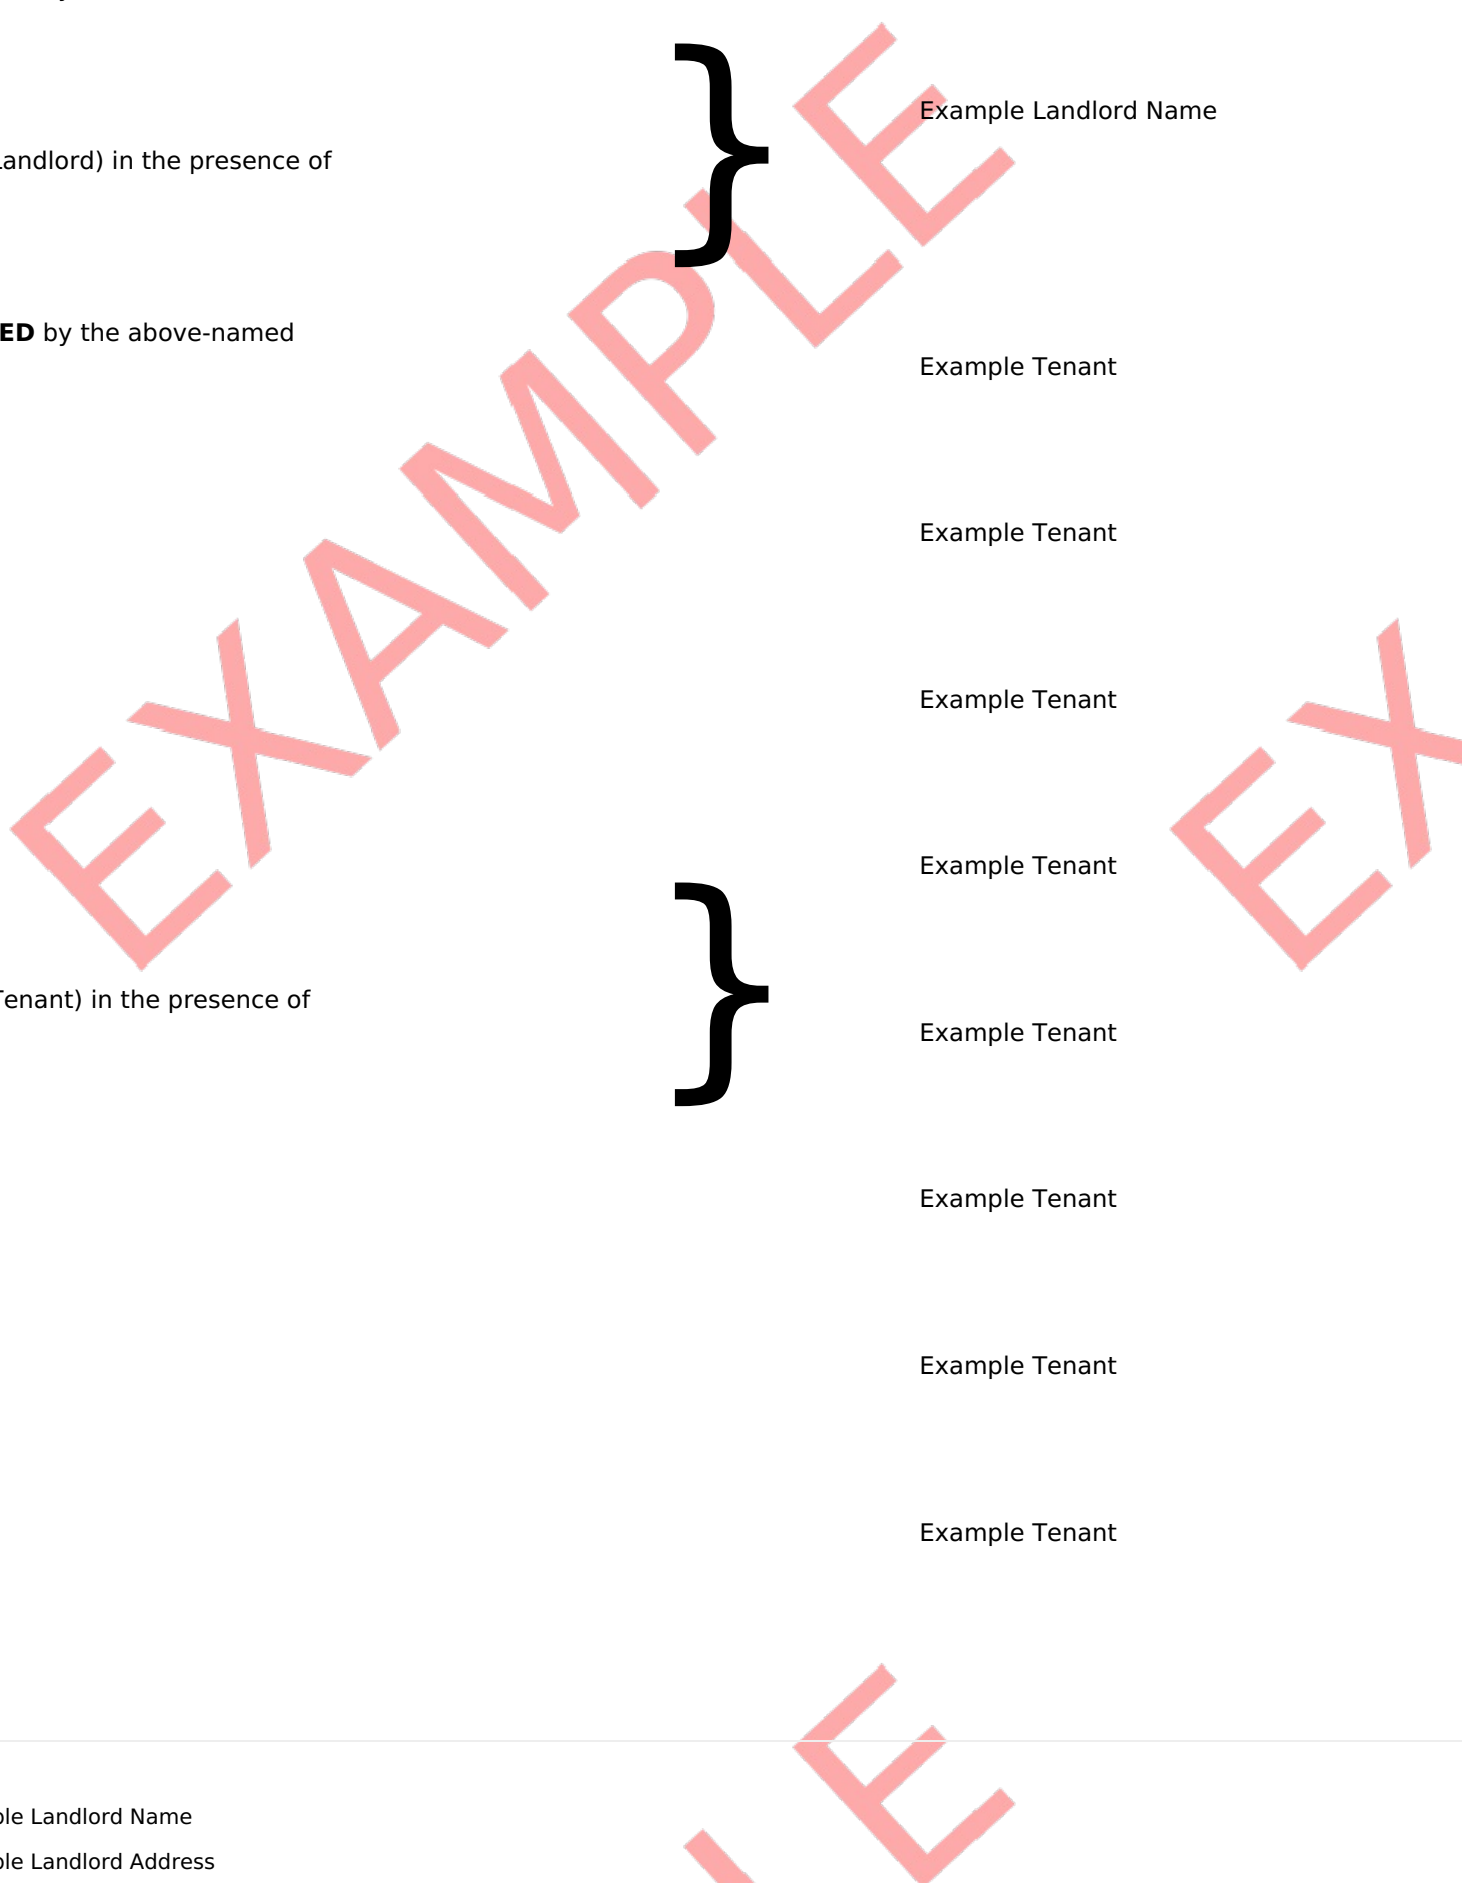 Example Landlord Name
Landlord) in the presence of
}
ED by the above-named
Example Tenant
Example Tenant
Example Tenant
Example Tenant
Tenant) in the presence of
}
Example Tenant
Example Tenant
Example Tenant
Example Tenant
ple Landlord Name
ple Landlord Address
EXAMPLE
EX
LE